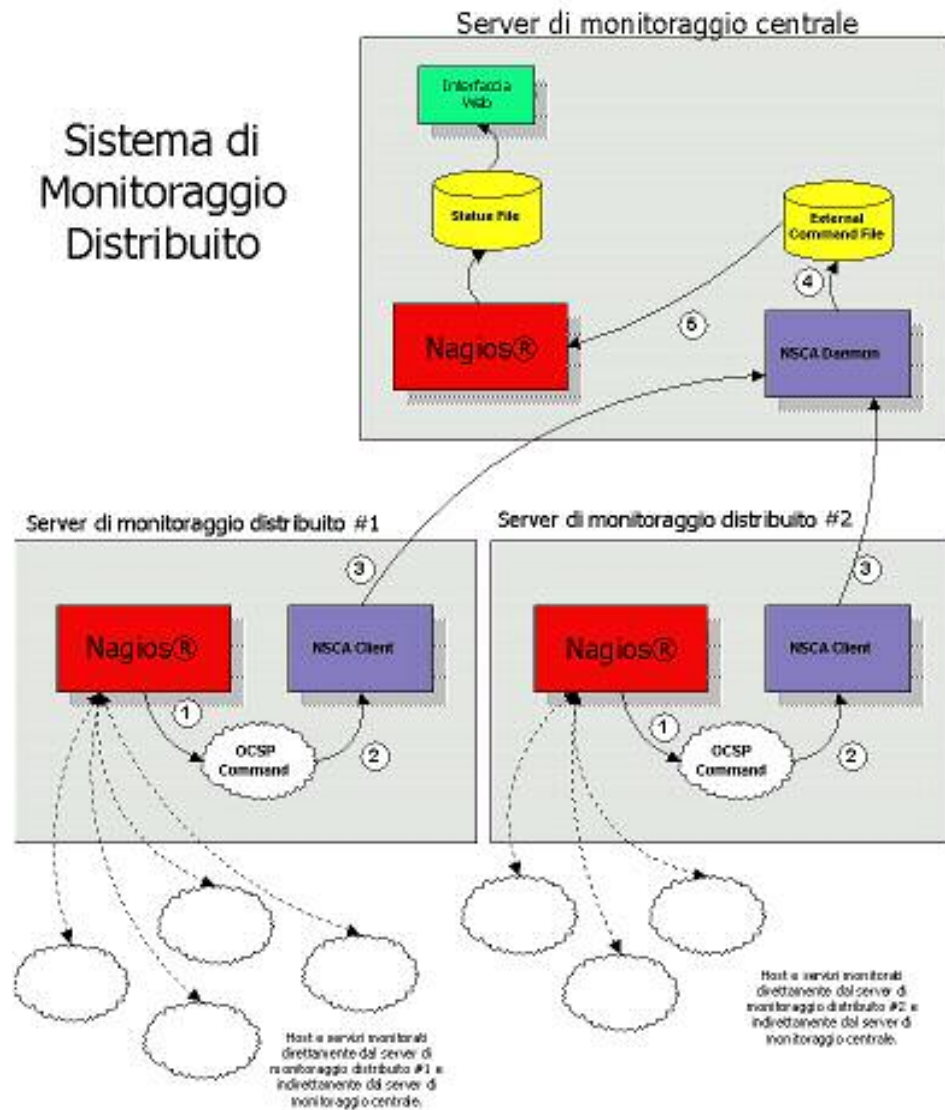 Server di monitoraggio centrale
Sistema di
Monitoraggio
Distribuito
Interfaccia
Web
Status File
External
Command File
4
5
Nagios®
NSCA Daemon
Server di monitoraggio distribuito #1
Server di monitoraggio distribuito #2
3
3
Nagios®
NSCA Client
Nagios®
NSCA Client
1
OCSP
Command
2
1
OCSP
Command
2
Host e servizi monitorati
direttamente dal server di
monitoraggio distribuito #2 e
indirettamente dal server di
monitoraggio centrale.
Host e servizi monitorati
direttamente dal server di
monitoraggio distribuito #1 e
indirettamente dal server di
monitoraggio centrale.